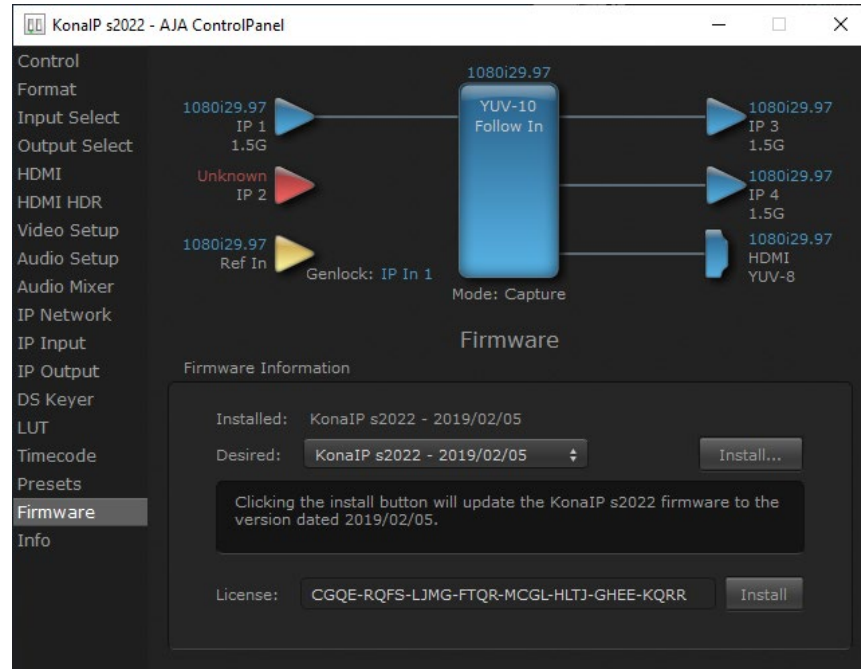 KonaIP s2022 - AJA ControlPanel
Control
Format
Input Select
Output Select
HDMI
HDMI HDR
Video Setup
Audio Setup
Audio Mixer
IP Network
IP Input
IP Output
DS Keyer
LUT
Timecode
Presets
Firmware
Info
1080i29.97
IP 1
1.5G
Unknown
IP 2
1080i29.97
Ref In
Genlock: IP In 1
1080i29.97
YUV-10
Follow In
Mode: Capture
1080i29.97
IP 3
1.5G
1080i29.97
IP 4
1.5G
1080i29.97
HDMI
YUV-8
Firmware
Firmware Information
Installed: KonaIP s2022 - 2019/02/05
Desired: KonaIP s2022 - 2019/02/05 Install...
Clicking the install button will update the KonaIP s2022 firmware to the
version dated 2019/02/05.
License: CGQE-RQFS-LJMG-FTQR-MCGL-HLTJ-GHEE-KQRR Install